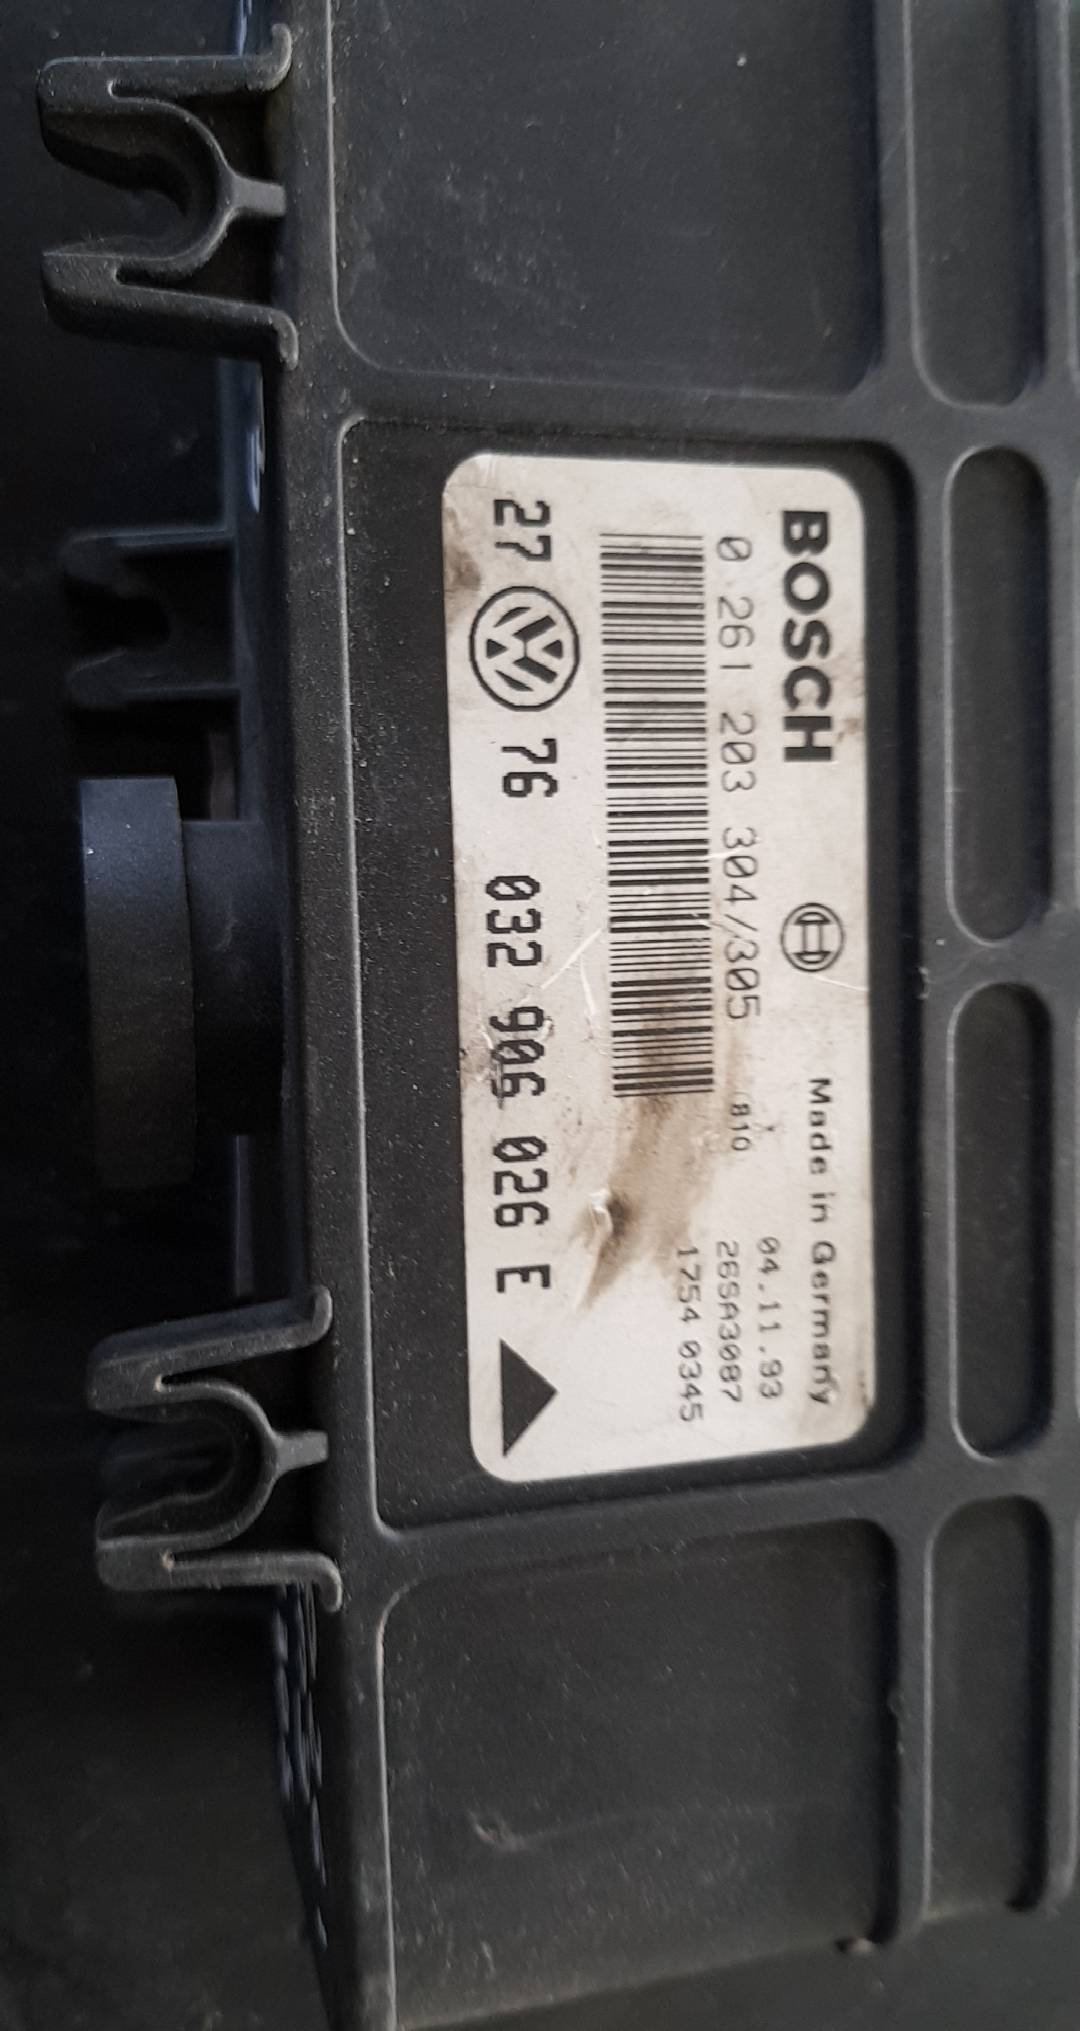 BOSCH Made in Germany
0 261 203 304/305 810
04.11.93
26SA3087
1754 0345
27 76 032 906 026 E